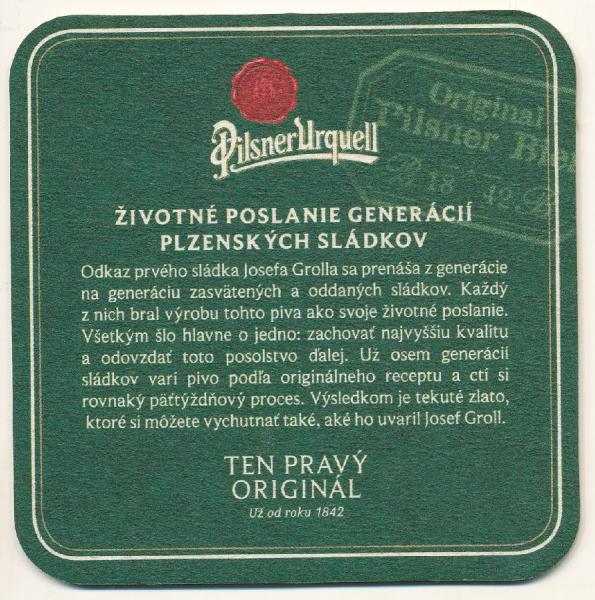 Pilsner Urquell
Original
Pilsner Bier
18 42.
ŽIVOTNÉ POSLANIE GENERÁCIÍ
PLZENSKÝCH SLÁDKOV
Odkaz prvého sládka Josefa Grolla sa prenáša z generácie
na generáciu zasvätených a oddaných sládkov. Každý
z nich bral výrobu tohto piva ako svoje životné poslanie.
Všetkým šlo hlavne o jedno: zachovať najvyššiu kvalitu
a odovzdať toto posolstvo ďalej. Už osem generácií
sládkov varí pivo podľa originálneho receptu a ctí si
rovnaký päťtýždňový proces. Výsledkom je tekuté zlato,
ktoré si môžete vychutnať také, aké ho uvaril Josef Groll.
TEN PRAVÝ
ORIGINÁL
Už od roku 1842